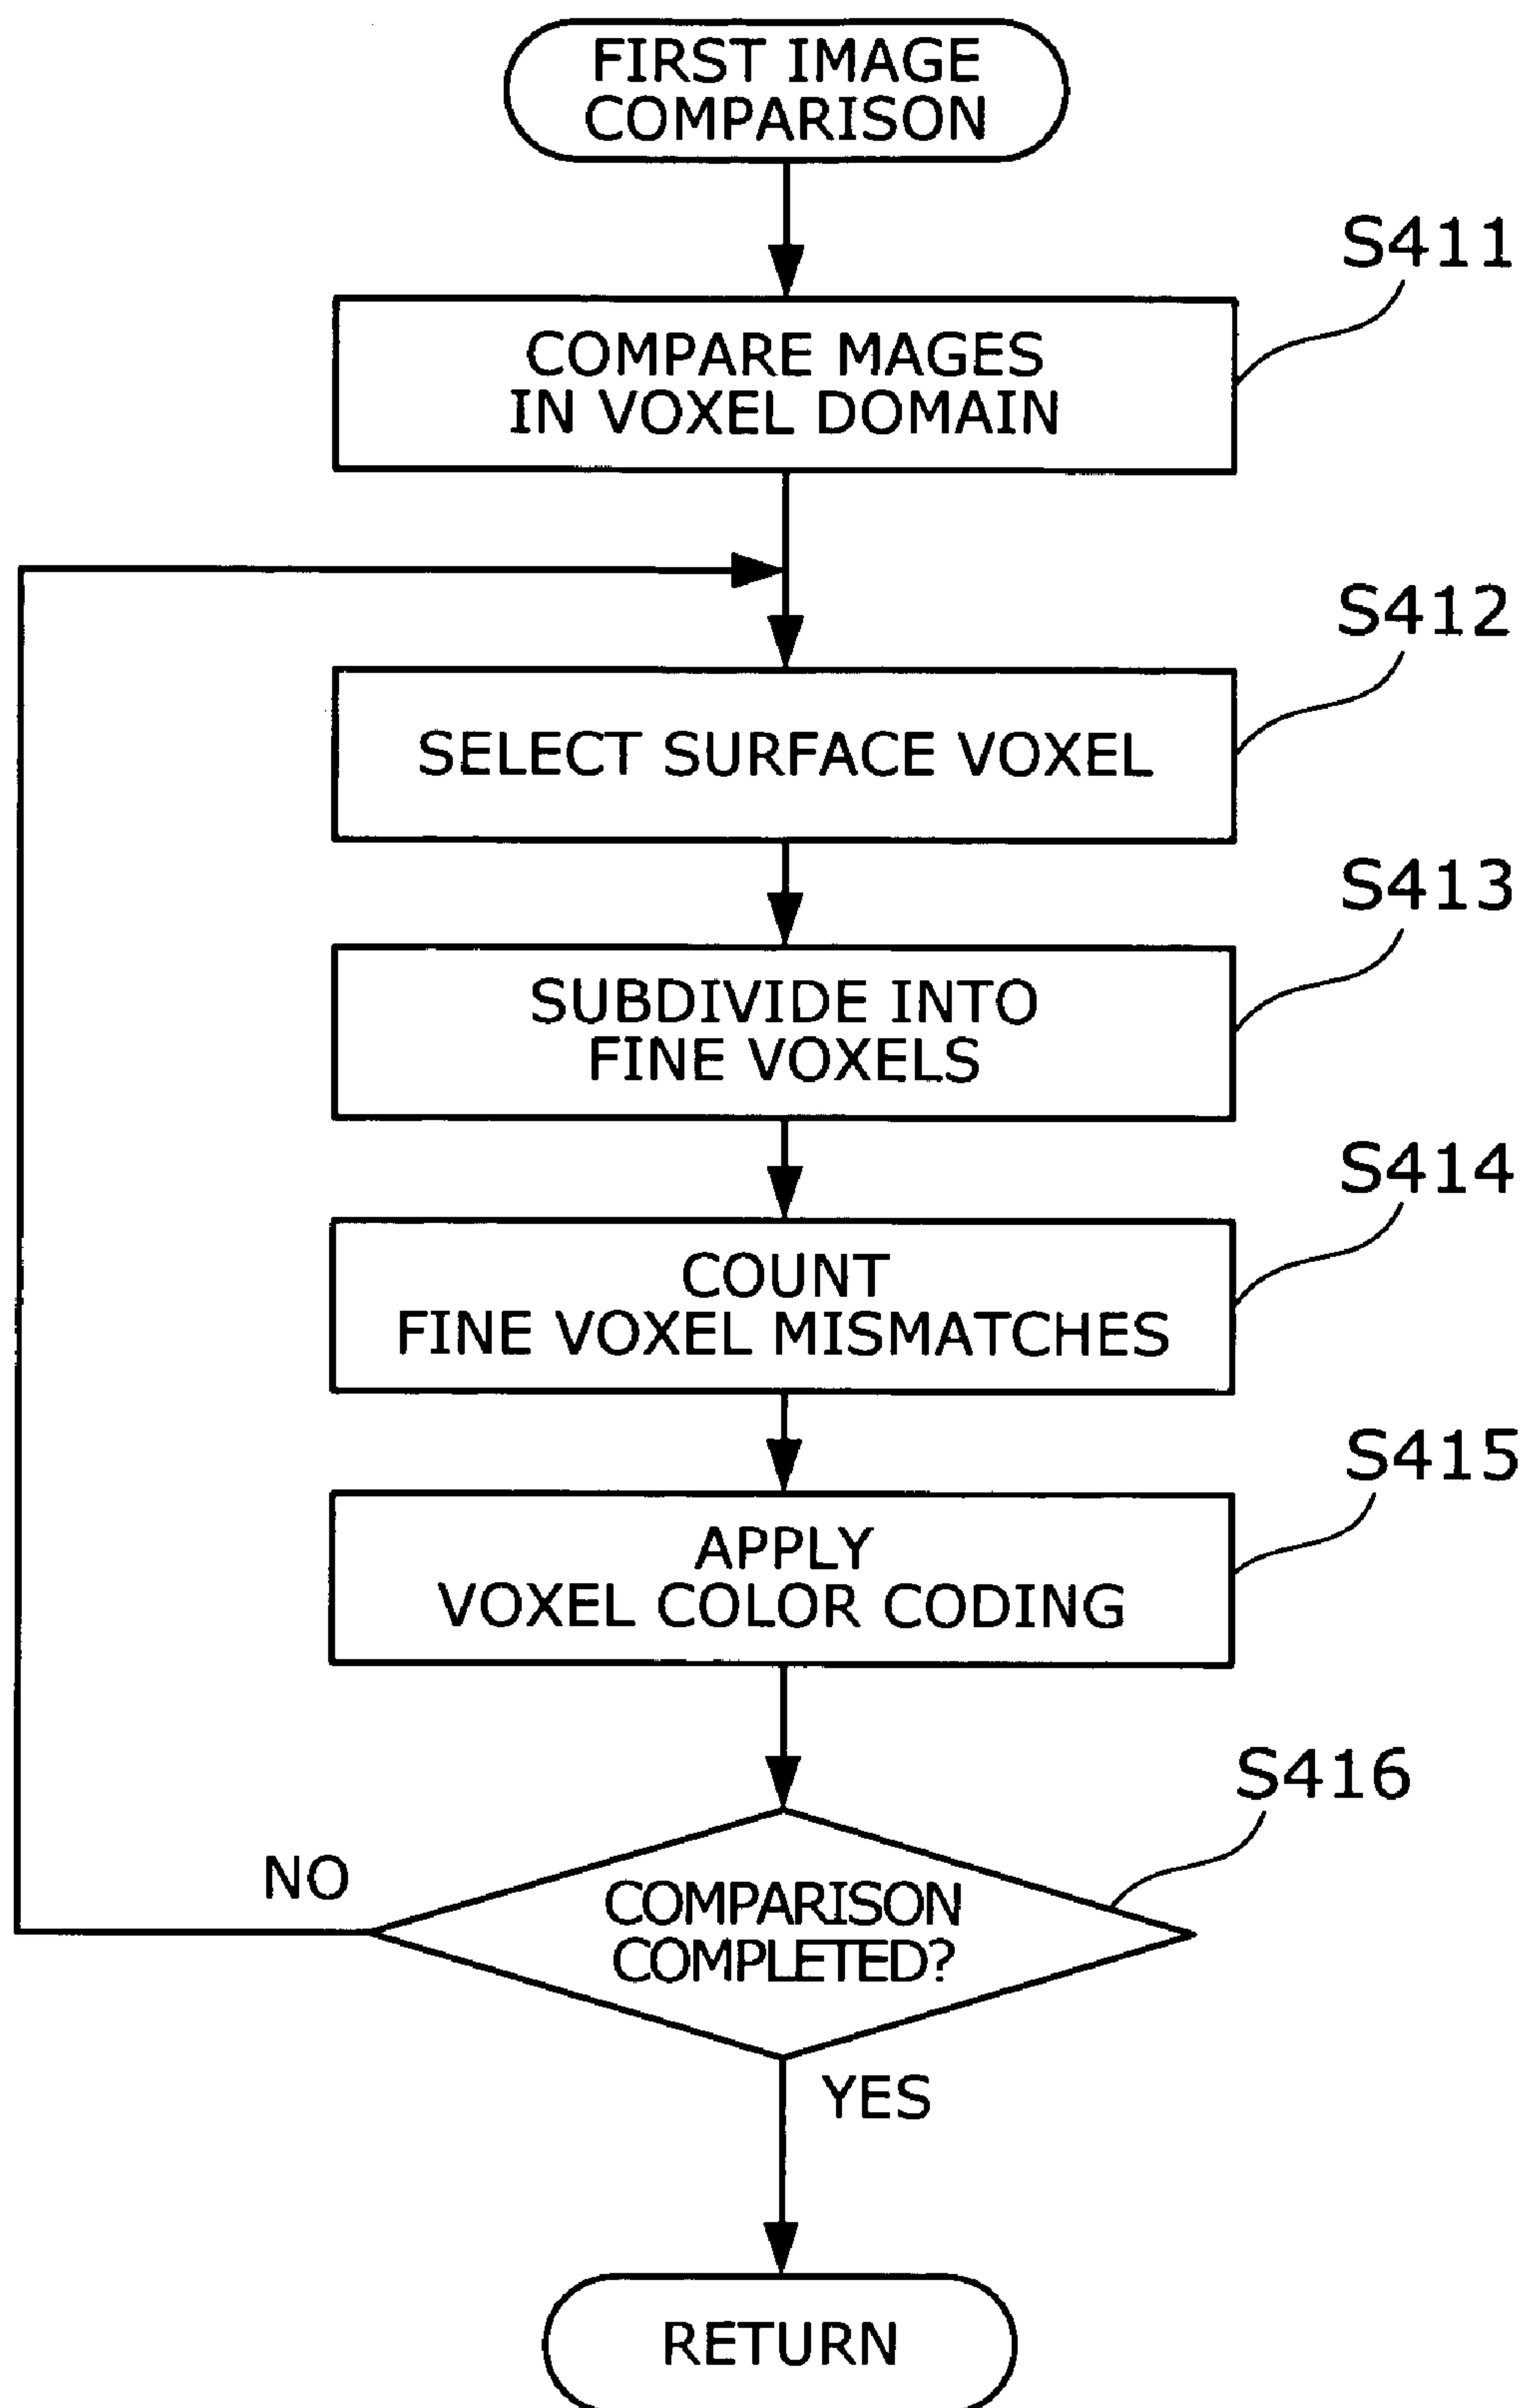 FIRST IMAGE
COMPARISON
S411
COMPARE MAGES
IN VOXEL DOMAIN
S412
SELECT SURFACE VOXEL
S413
SUBDIVIDE INTO
FINE VOXELS
S414
COUNT
FINE VOXEL MISMATCHES
S415
APPLY
VOXEL COLOR CODING
S416
NO
COMPARISON
COMPLETED?
YES
RETURN